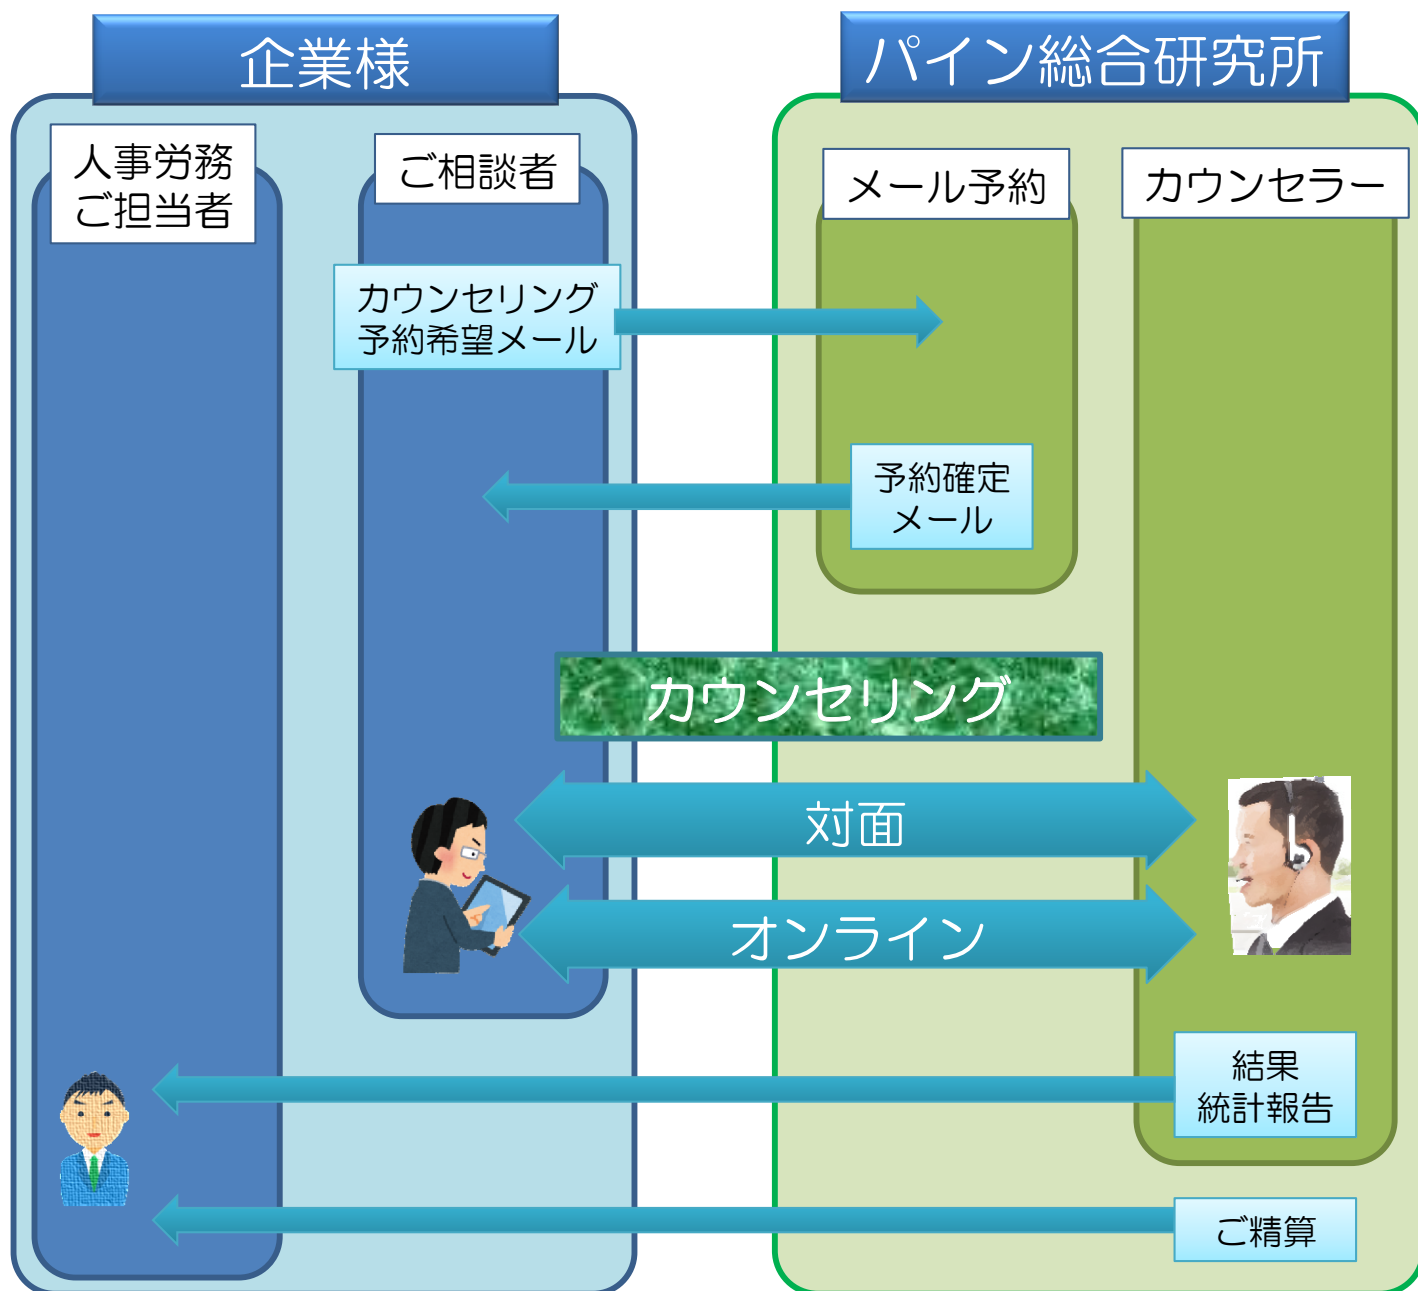 企業様
パイン総合研究所
人事労務
ご担当者
ご相談者
メール予約
カウンセラー
カウンセリング
予約希望メール
予約確定
メール
カウンセリング
対面
オンライン
結果
統計報告
ご精算